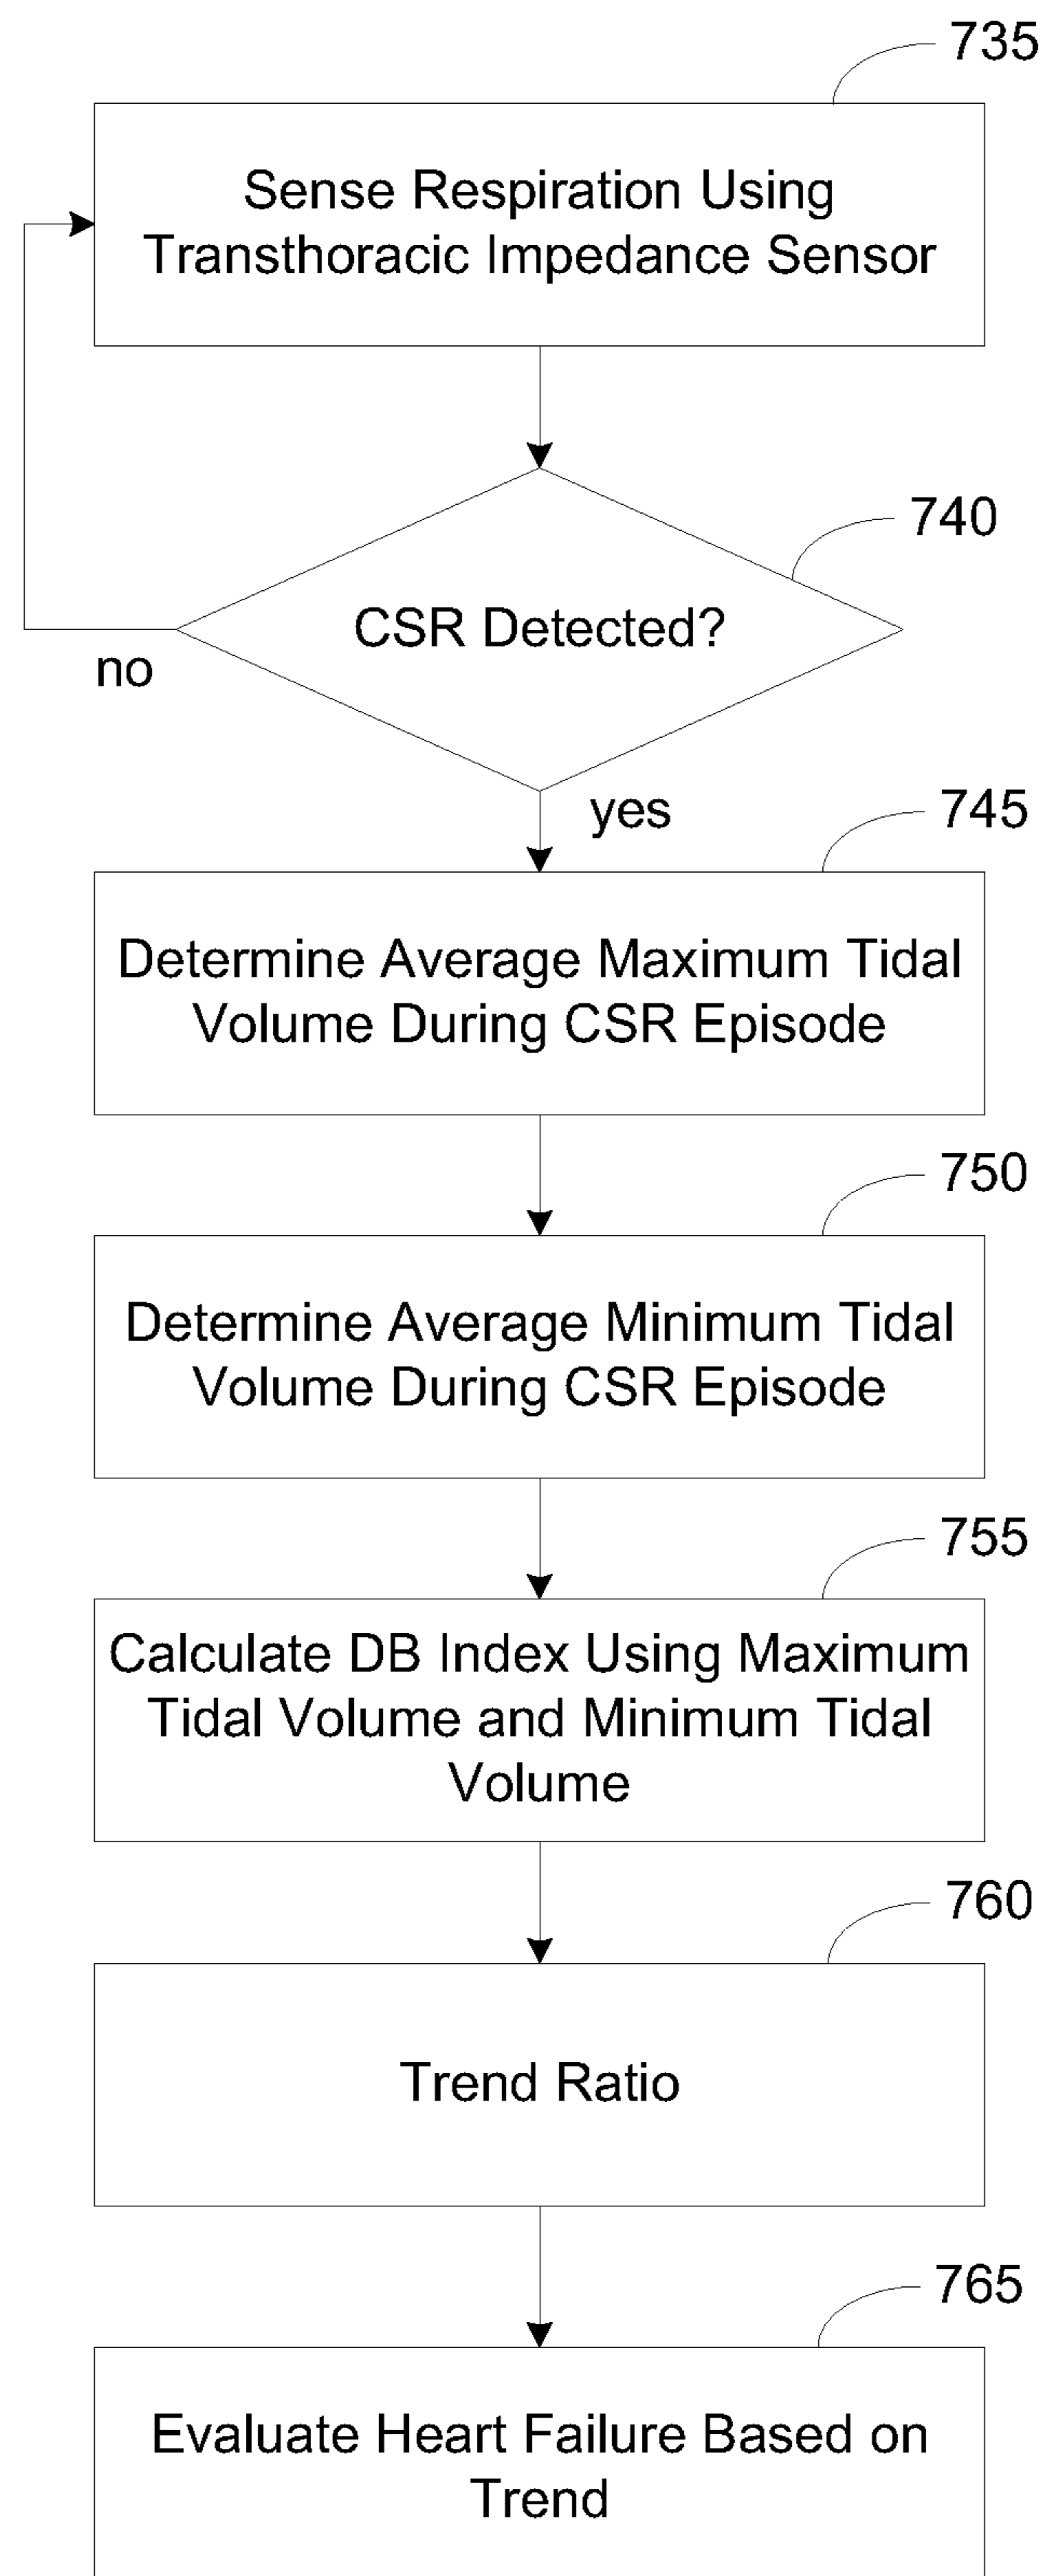 735
Sense Respiration Using
Transthoracic Impedance Sensor
740
CSR Detected?
no
yes
745
Determine Average Maximum Tidal
Volume During CSR Episode
750
Determine Average Minimum Tidal
Volume During CSR Episode
755
Calculate DB Index Using Maximum
Tidal Volume and Minimum Tidal
Volume
760
Trend Ratio
765
Evaluate Heart Failure Based on
Trend